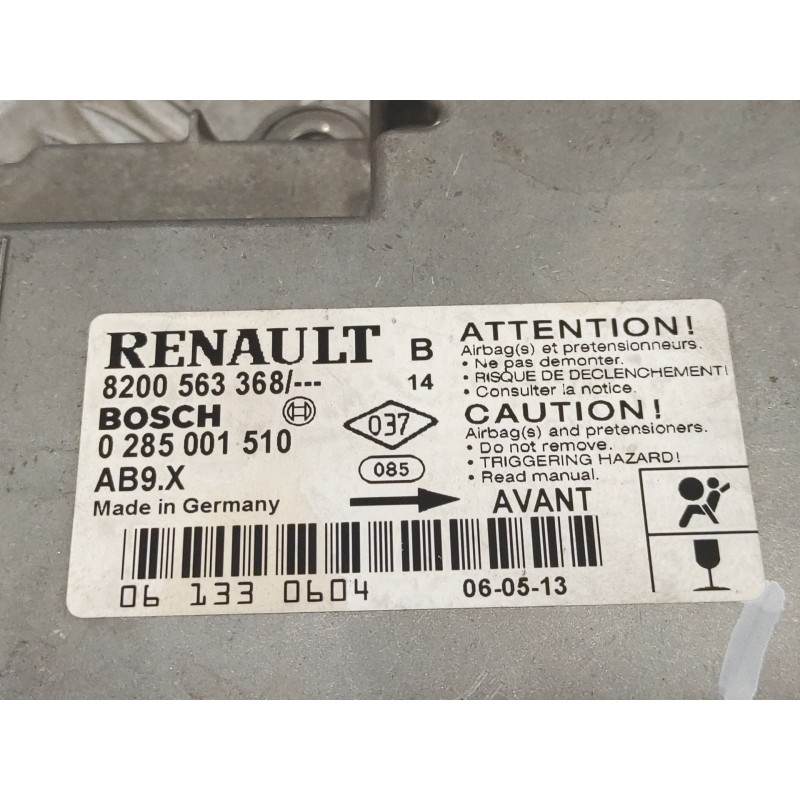 RENAULT B
8200 563 368/--- 14
BOSCH
0 285 001 510
AB9.X
Made in Germany
037
085
AVANT
06 133 0604
06-05-13
ATTENTION!
Airbag(s) et pretensionneurs.
• Ne pas demonter.
• RISQUE DE DECLENCHEMENT!
• Consulter la notice.
CAUTION!
Airbag(s) and pretensioners.
• Do not remove.
• TRIGGERING HAZARD!
• Read manual.